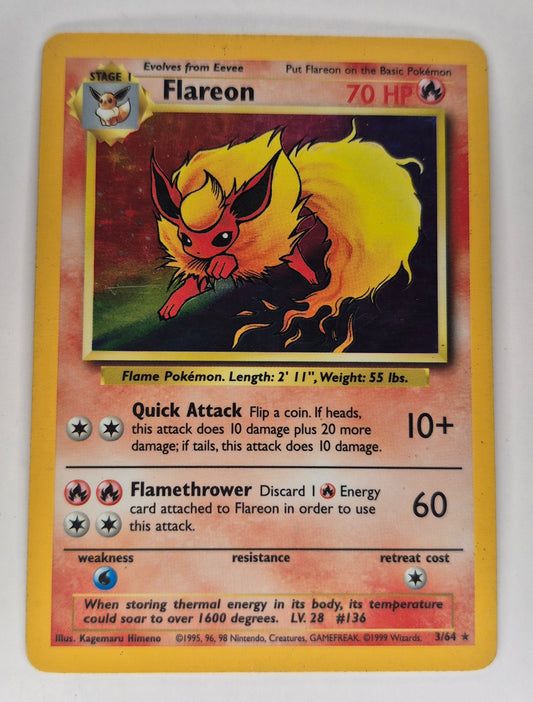 Evolves from Eevee Put Flareon on the Basic Pokémon
STAGE 1
Flareon 70 HP
Flame Pokémon. Length: 2' 11", Weight: 55 lbs.
Quick Attack Flip a coin. If heads,
this attack does 10 damage plus 20 more
damage; if tails, this attack does 10 damage.
10+
Flamethrower Discard 1 Energy
card attached to Flareon in order to use
this attack.
60
weakness resistance retreat cost
When storing thermal energy in its body, its temperature
could soar to over 1600 degrees. LV. 28 #136
Illus. Kagemaru Himeno ©1995, 96, 98 Nintendo, Creatures, GAMEFREAK. ©1999 Wizards. 3/64 ★